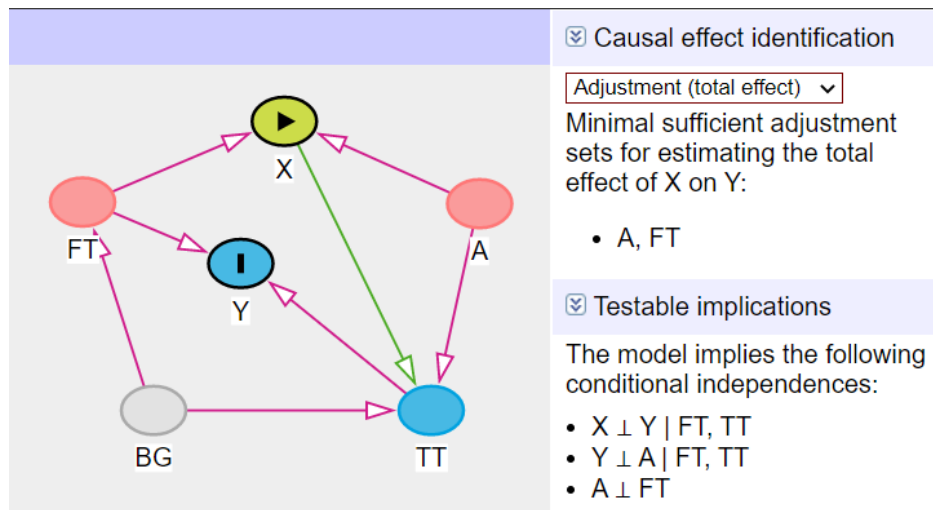 Causal effect identification
Adjustment (total effect)
Minimal sufficient adjustment
sets for estimating the total
effect of X on Y:
• A, FT
Testable implications
The model implies the following
conditional independences:
• X ⊥ Y | FT, TT
• Y ⊥ A | FT, TT
• A ⊥ FT
X
FT
A
Y
BG
TT